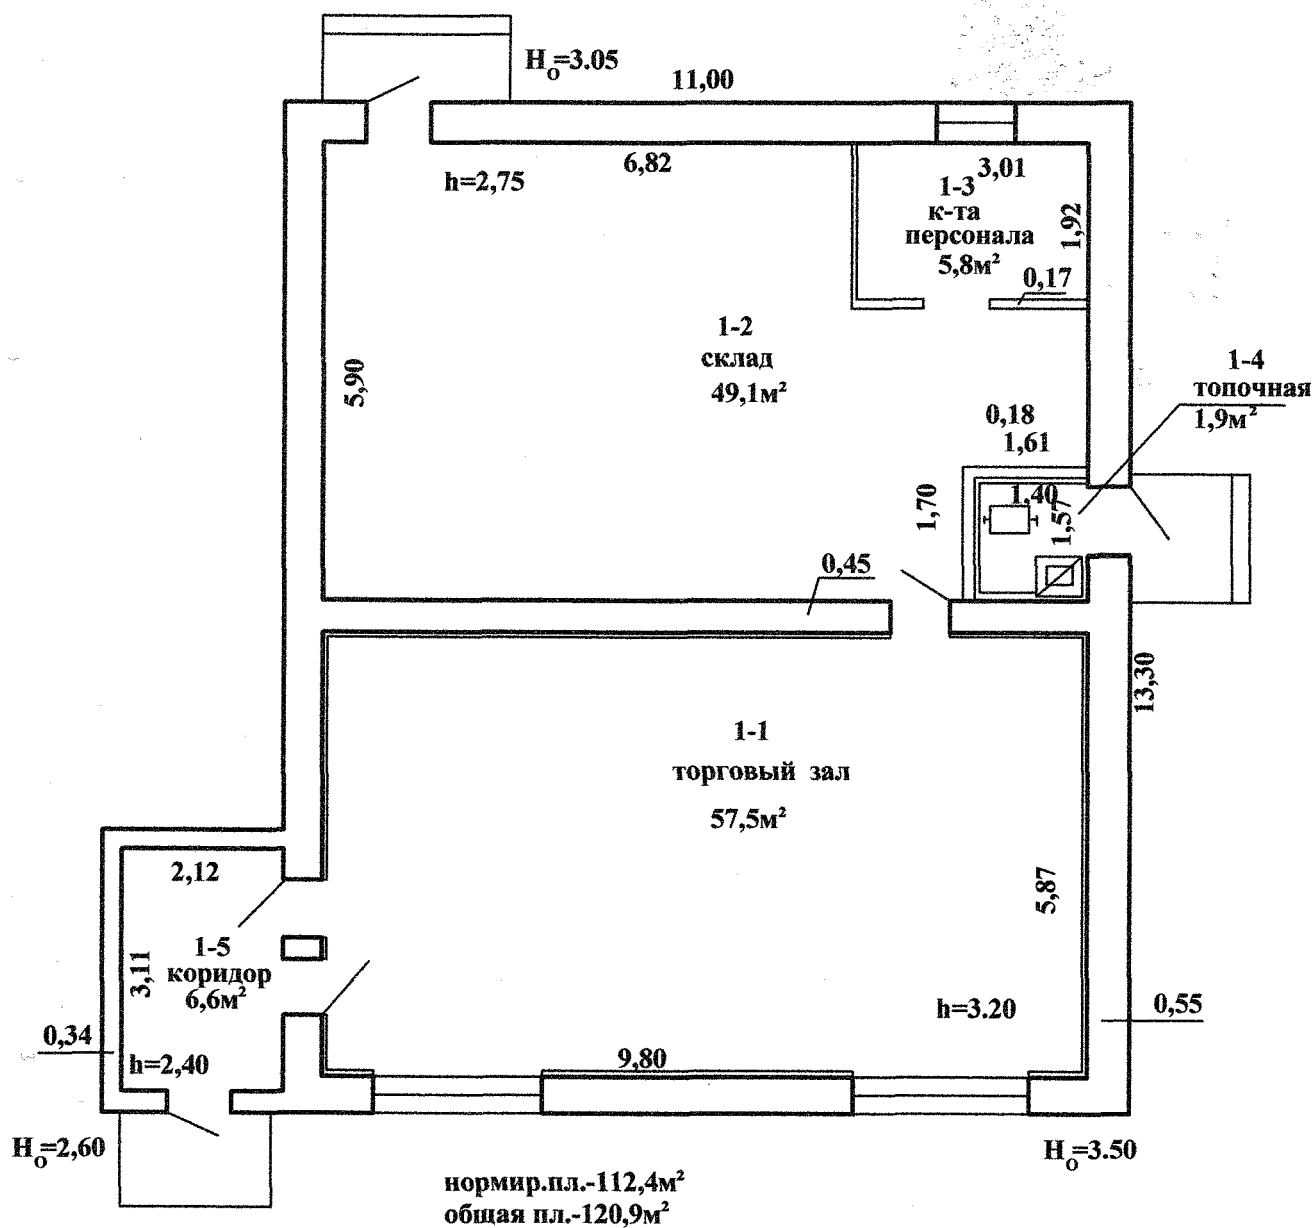 Hо=3.05
11,00
6,82
h=2,75
3,01
1-3
к-та
персонала
5,8м²
1,92
0,17
1-2
склад
49,1м²
5,90
1-4
топочная
1,9м²
0,18
1,61
1,40
1,57
1,70
0,45
13,30
1-1
торговый зал
57,5м²
2,12
5,87
1-5
коридор
6,6м²
3,11
h=3.20
0,55
0,34
h=2,40
9,80
Hо=2,60
Hо=3.50
нормир.пл.-112,4м²
общая пл.-120,9м²